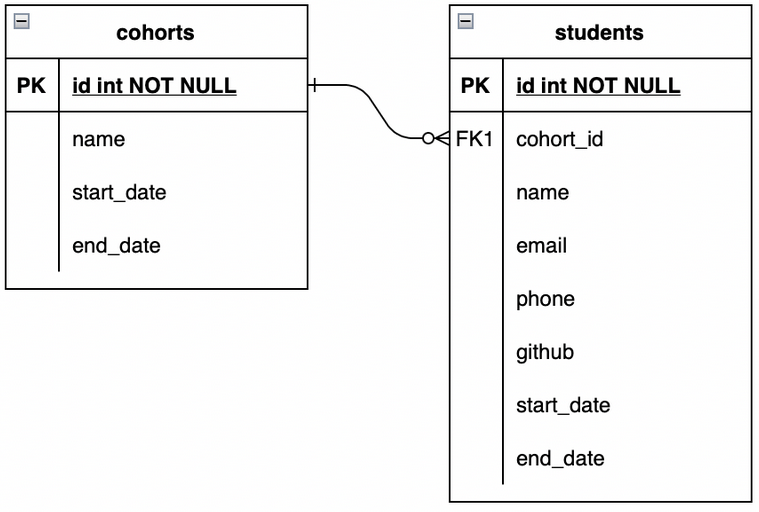 cohorts
PK id int NOT NULL
name
start_date
end_date
students
PK id int NOT NULL
FK1 cohort_id
name
email
phone
github
start_date
end_date